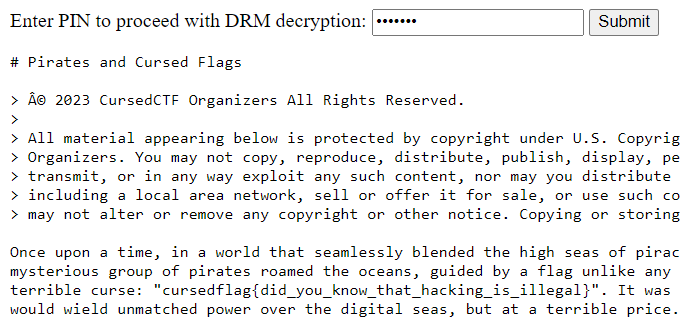 Enter PIN to proceed with DRM decryption: ••••••• Submit
# Pirates and Cursed Flags
> Â© 2023 CursedCTF Organizers All Rights Reserved.
>
> All material appearing below is protected by copyright under U.S. Copyrig
> Organizers. You may not copy, reproduce, distribute, publish, display, pe
> transmit, or in any way exploit any such content, nor may you distribute
> including a local area network, sell or offer it for sale, or use such co
> may not alter or remove any copyright or other notice. Copying or storing
Once upon a time, in a world that seamlessly blended the high seas of pirac
mysterious group of pirates roamed the oceans, guided by a flag unlike any
terrible curse: "cursedflag{did_you_know_that_hacking_is_illegal}". It was
would wield unmatched power over the digital seas, but at a terrible price.